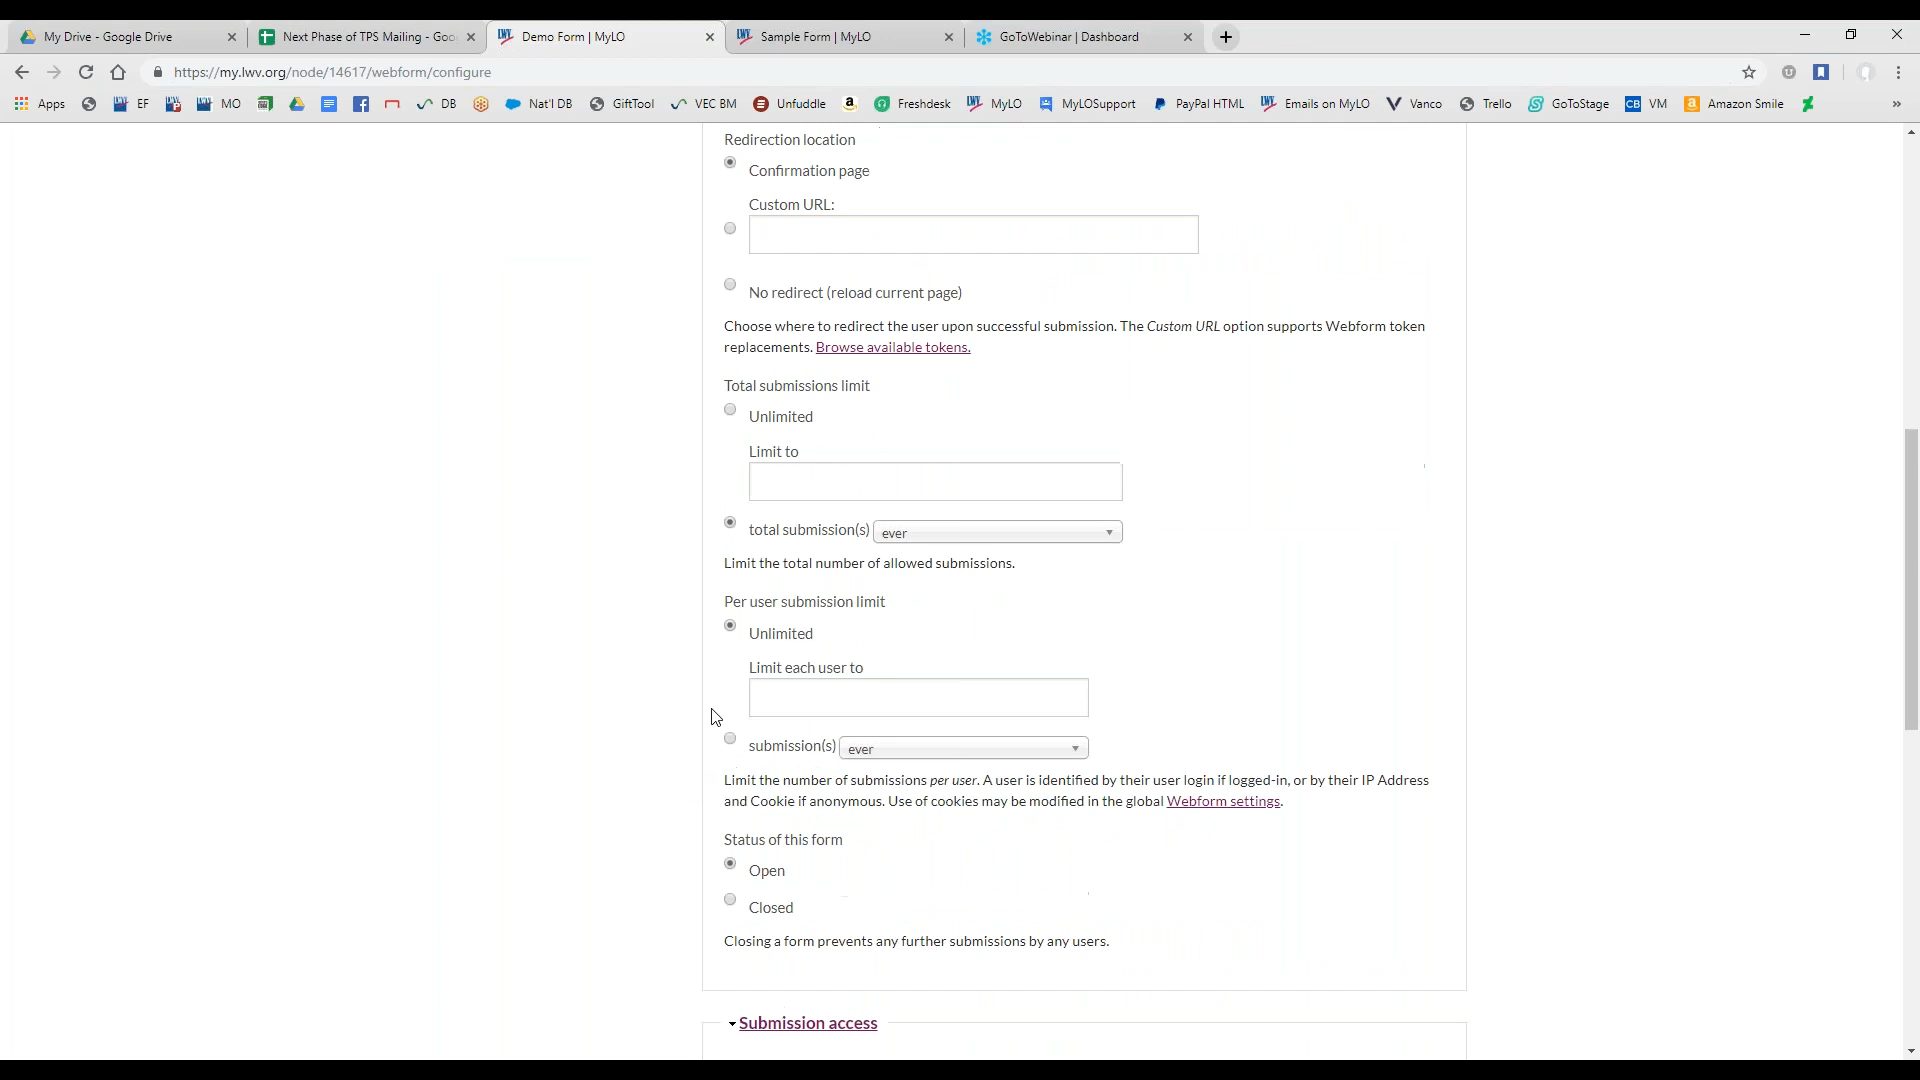 My Drive - Google Drive
Next Phase of TPS Mailing - Goo
Demo Form | MyLO
Sample Form | MyLO
GoToWebinar | Dashboard
https://my.lwv.org/node/14617/webform/configure
Apps EF MO DB Nat'l DB GiftTool VEC BM Unfuddle Freshdesk MyLO MyLOSupport PayPal HTML Emails on MyLO Vanco Trello GoToStage VM Amazon Smile
Redirection location
Confirmation page
Custom URL:
No redirect (reload current page)
Choose where to redirect the user upon successful submission. The Custom URL option supports Webform token
replacements. Browse available tokens.
Total submissions limit
Unlimited
Limit to
total submission(s) ever
Limit the total number of allowed submissions.
Per user submission limit
Unlimited
Limit each user to
submission(s) ever
Limit the number of submissions per user. A user is identified by their user login if logged-in, or by their IP Address
and Cookie if anonymous. Use of cookies may be modified in the global Webform settings.
Status of this form
Open
Closed
Closing a form prevents any further submissions by any users.
Submission access